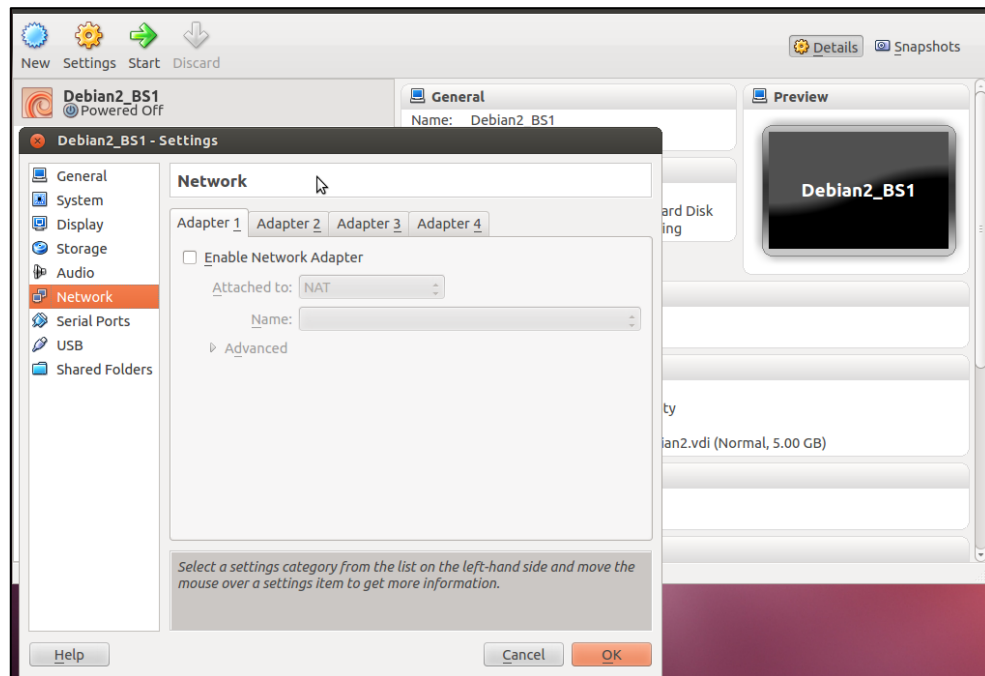 New Settings Start Discard
Details Snapshots
Debian2_BS1
Powered Off
General
Name: Debian2_BS1
Preview
Debian2_BS1
Debian2_BS1 - Settings
General
System
Display
Storage
Audio
Network
Serial Ports
USB
Shared Folders
Network
Adapter 1 Adapter 2 Adapter 3 Adapter 4
Enable Network Adapter
Attached to: NAT
Name:
Advanced
Select a settings category from the list on the left-hand side and move the
mouse over a settings item to get more information.
Help Cancel OK
ard Disk
ing
ty
ian2.vdi (Normal, 5.00 GB)